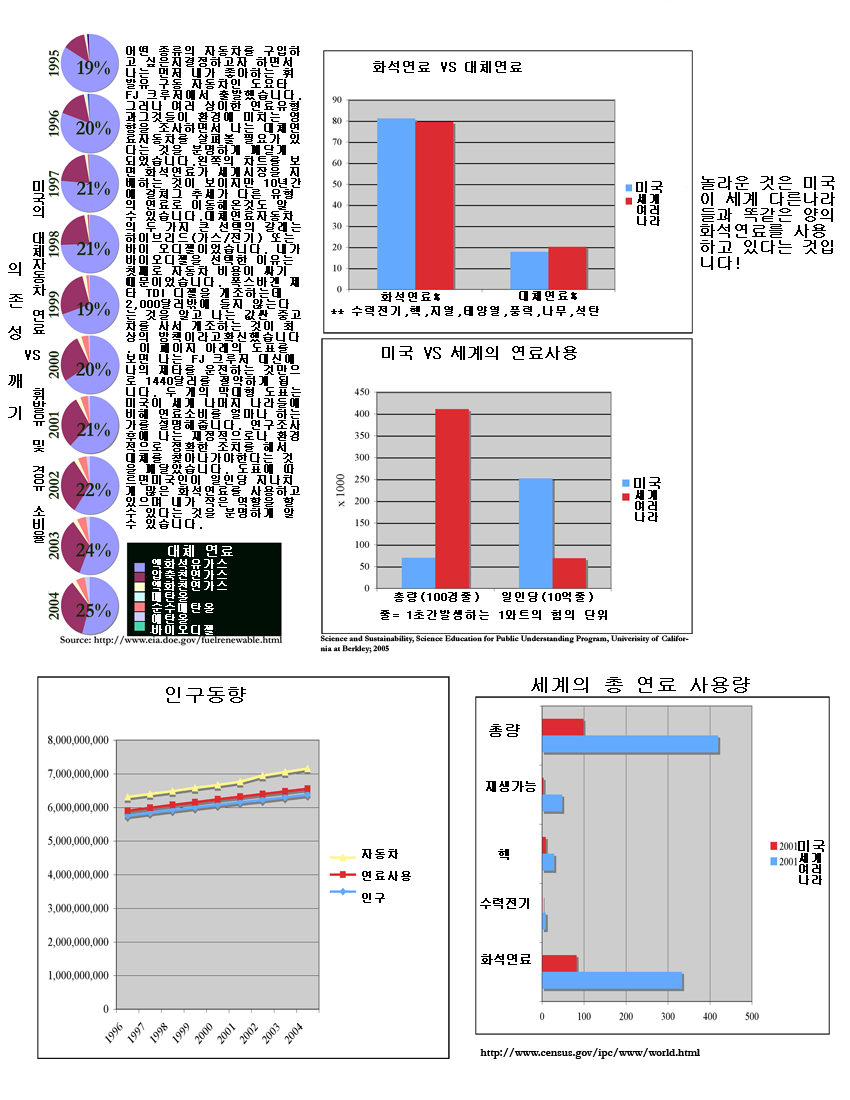 의 존 성 깨 기
미국의 대체자동차 연료 VS 휘발유 및 경유 소비율
1995
19%
1996
20%
1997
21%
1998
21%
1999
19%
2000
20%
2001
21%
2002
22%
2003
24%
2004
25%
어떤 종류의 자동차를 구입하
고 싶은지결정하고자 하면서
나는 먼저 내가 좋아하는 휘
발유 구동 자동차인 도요타
FJ 크루저에서 출발했습니다.
그러나 여러 상이한 연료유형
과그것들이 환경에 미치는 영
향을 조사하면서 나는 대체연
료자동차를 살펴볼 필요가 있
다는 것을 분명하게 깨달게
되었습니다.왼쪽의 차트를 보
면 화석연료가 세계시장을 지
배하는 것이 보이지만 10년간
에 걸쳐그 추세가 다른 유형
의 연료로 이동해온것도 알
수 있습니다.대체연료자동차
의 두 가지 큰 선택의 갈래는
하이브리드(가스/전기) 또는
바이 오디젤이었습니다. 내가
바이오디젤을 선택한 이유는
첫째로 자동차 비용이 싸기
때문이었습니다. 폭스바겐 제
타 TDI 디젤을 개조하는데
2,000달러밖에 들지 않는다
는 것을 알고 나는 값싼 중고
차를 사서 개조하는 것이 최
상의 방책이라고확신했습니다
. 이 페이지 아래의 도표를
보면 나는 FJ 크루저 대신에
나의 제타를 운전하는 것만으
로 1440달러를 절약하게 됩
니다. 두 개의 막대형 도표는
미국이 세계 나머지 나라들에
비해 연료소비를 얼마나 하는
가를 설명해줍니다. 연구조사
후에 나는 재정적으로나 환경
적으로 정확한 조치를 해서
대체를 찾아나가야한다는 것
을 깨달았습니다. 도표에 따
르면미국인이 일인당 지나치
게 많은 화석연료를 사용하고
있으며 내가 작은 역할을 할
수 있다는 것을 분명하게 알
수 있습니다.
대체 연료
액화석유가스
압축천연가스
액화천연가스
메탄올
순수메탄올
에탄올
바이오디젤
Source: http://www.eia.doe.gov/fuelrenewable.html
화석연료 VS 대체연료
90
80
70
60
50
40
30
20
10
0
화석연료%
대체연료%
미국
세계
여러
나라
** 수력전기,핵,지열,태양열,풍력,나무,석탄
놀라운 것은 미국
이 세계 다른나라
들과 똑같은 양의
화석연료를 사용
하고 있다는 것입
니다!
미국 VS 세계의 연료사용
x 1000
450
400
350
300
250
200
150
100
50
0
총량(100경줄)
일인당(10억줄)
미국
세계
여러
나라
줄= 1초간발생하는 1와트의 힘의 단위
Science and Sustainability, Science Education for Public Understanding Program, Univerisity of Califor-
nia at Berkley; 2005
인구동향
8,000,000,000
7,000,000,000
6,000,000,000
5,000,000,000
4,000,000,000
3,000,000,000
2,000,000,000
1,000,000,000
0
1996
1997
1998
1999
2000
2001
2002
2003
2004
자동차
연료사용
인구
세계의 총 연료 사용량
총량
재생가능
핵
수력전기
화석연료
0
100
200
300
400
500
2001미국
2001세계
여러
나라
http://www.census.gov/ipc/www/world.html